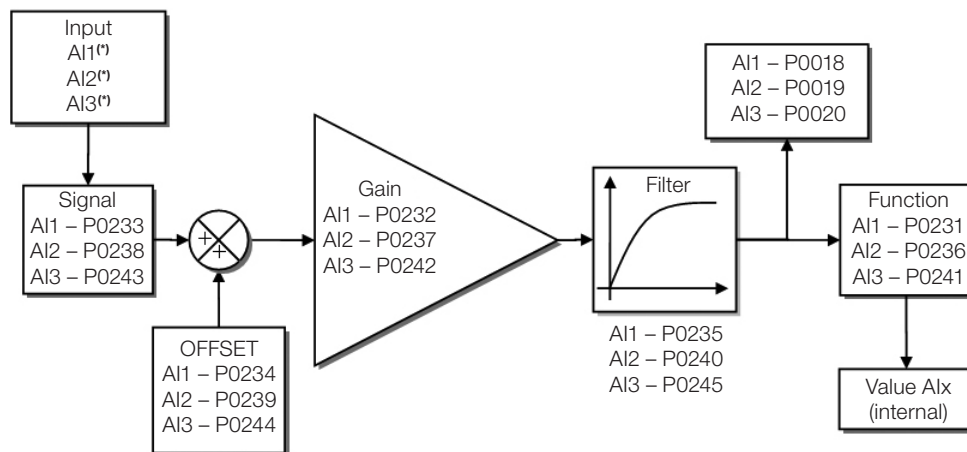 Input
AI1(*)
AI2(*)
AI3(*)
Signal
AI1 – P0233
AI2 – P0238
AI3 – P0243
+
+
OFFSET
AI1 – P0234
AI2 – P0239
AI3 – P0244
Gain
AI1 – P0232
AI2 – P0237
AI3 – P0242
Filter
AI1 – P0235
AI2 – P0240
AI3 – P0245
AI1 – P0018
AI2 – P0019
AI3 – P0020
Function
AI1 – P0231
AI2 – P0236
AI3 – P0241
Value AIx
(internal)